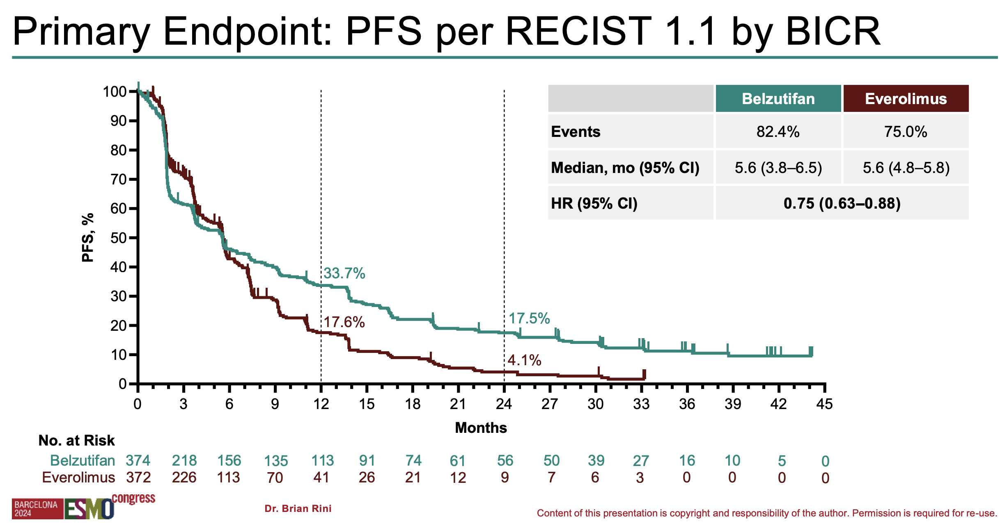 Primary Endpoint: PFS per RECIST 1.1 by BICR
Belzutifan Everolimus
Events 82.4% 75.0%
Median, mo (95% CI) 5.6 (3.8–6.5) 5.6 (4.8–5.8)
HR (95% CI) 0.75 (0.63–0.88)
PFS, %
100
90
80
70
60
50
40
30
20
10
0
33.7%
17.6%
17.5%
4.1%
0 3 6 9 12 15 18 21 24 27 30 33 36 39 42 45
Months
No. at Risk
Belzutifan 374 218 156 135 113 91 74 61 56 50 39 27 16 10 5 0
Everolimus 372 226 113 70 41 26 21 12 9 7 6 3 0 0 0 0
BARCELONA
2024
ESMO congress
Dr. Brian Rini
Content of this presentation is copyright and responsibility of the author. Permission is required for re-use.